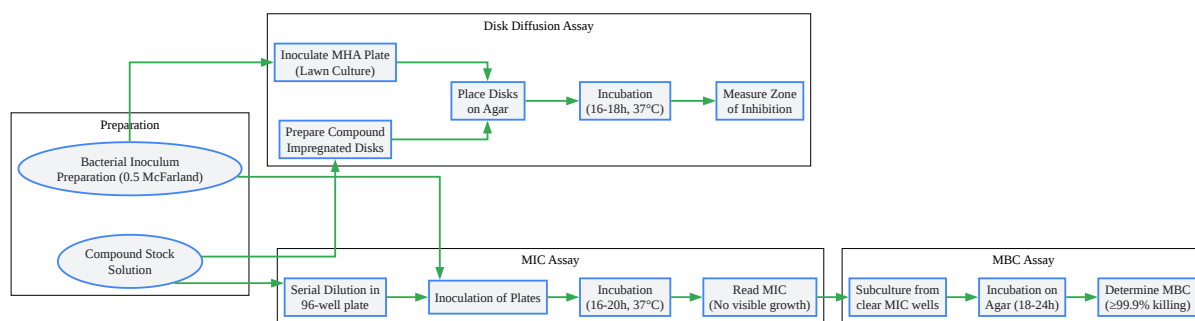 Disk Diffusion Assay
Inoculate MHA Plate
(Lawn Culture)
Place Disks
on Agar
Incubation
(16-18h, 37°C)
Measure Zone
of Inhibition
Prepare Compound
Impregnated Disks
Preparation
Bacterial Inoculum
Preparation (0.5 McFarland)
Compound Stock
Solution
MIC Assay
Serial Dilution in
96-well plate
Inoculation of Plates
Incubation
(16-20h, 37°C)
Read MIC
(No visible growth)
MBC Assay
Subculture from
clear MIC wells
Incubation on
Agar (18-24h)
Determine MBC
(≥99.9% killing)